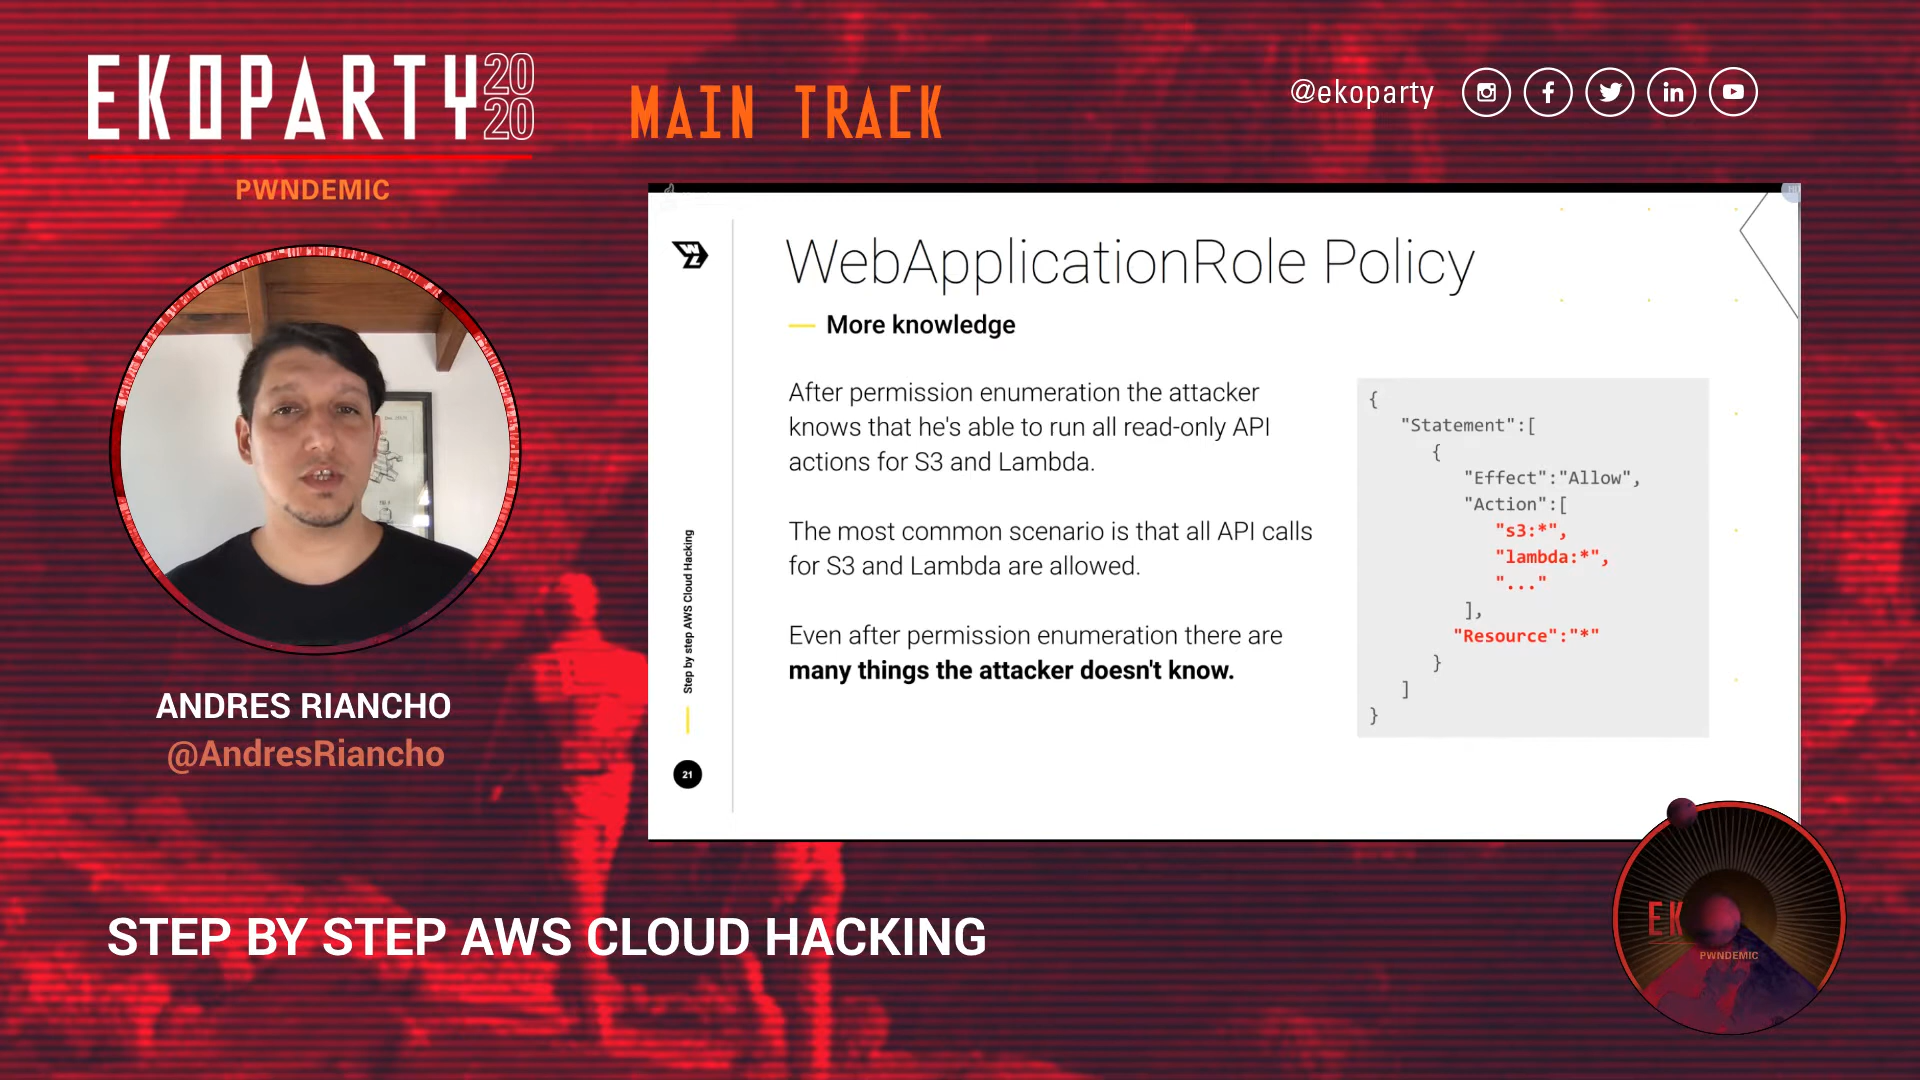 EKOPARTY 2020
PWNDEMIC
MAIN TRACK
@ekoparty
WebApplicationRole Policy
More knowledge
After permission enumeration the attacker
knows that he's able to run all read-only API
actions for S3 and Lambda.
The most common scenario is that all API calls
for S3 and Lambda are allowed.
Even after permission enumeration there are
many things the attacker doesn't know.
{
"Statement":[
{
"Effect":"Allow",
"Action":[
"s3:*",
"lambda:*",
"..."
],
"Resource":"*"
}
]
}
Step by step AWS Cloud Hacking
21
ANDRES RIANCHO
@AndresRiancho
STEP BY STEP AWS CLOUD HACKING
EK
PWNDEMIC